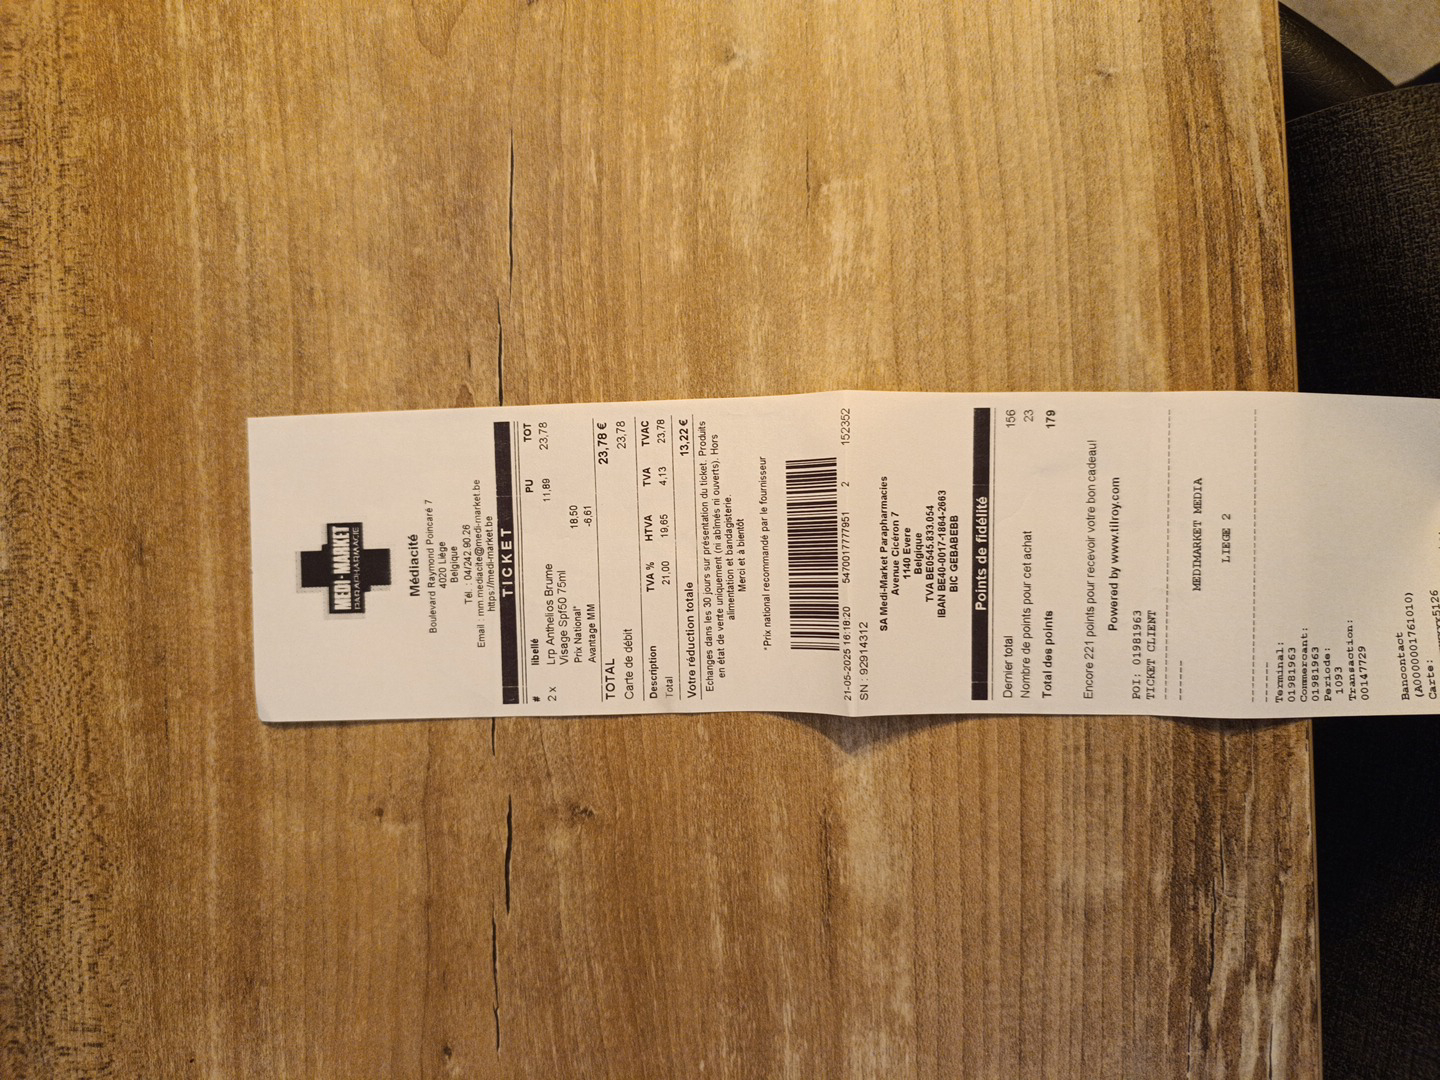 MEDI-MARKET
PARAPHARMACIE
Médiacité
Boulevard Raymond Poincaré 7
4020 Liège
Belgique
Tél. : 04/242.90.26
Email : mm.mediacite@medi-market.be
https://medi-market.be
TICKET
# libellé PU TOT
2 x Lrp Anthelios Brume 11,89 23,78
Visage Spf50 75ml
Prix National* 18,50
Avantage MM -6,61
TOTAL 23,78 €
Carte de débit 23,78
Description TVA % HTVA TVA TVAC
Total 21,00 19,65 4,13 23,78
Votre réduction totale 13,22 €
Echanges dans les 30 jours sur présentation du ticket. Produits
en état de vente uniquement (ni abîmés ni ouverts). Hors
alimentation et bandagisterie.
Merci et à bientôt
*Prix national recommandé par le fournisseur
21-05-2025 16:18:20 5470017777951 2 152352
SN : 92914312
SA Medi-Market Parapharmacies
Avenue Cicéron 7
1140 Evere
Belgique
TVA BE0545.833.054
IBAN BE40-0017-1864-2663
BIC GEBABEBB
Points de fidélité
Dernier total 156
Nombre de points pour cet achat 23
Total des points 179
Encore 221 points pour recevoir votre bon cadeau!
Powered by www.tillroy.com
POI: 01981963
TICKET CLIENT
MEDIMARKET MEDIA
LIEGE 2
Terminal:
01981963
Commercant:
01981963
Periode:
1093
Transaction:
00147729
Bancontact
(A00000001761010)
Carte: